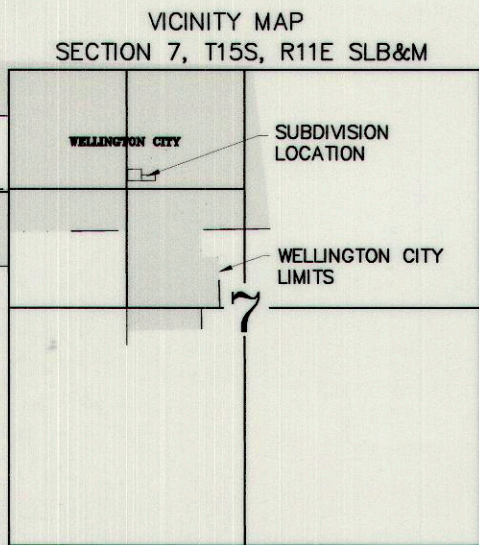 VICINITY MAP
SECTION 7, T15S, R11E SLB&M
WELLINGTON CITY
SUBDIVISION
LOCATION
WELLINGTON CITY
LIMITS
7